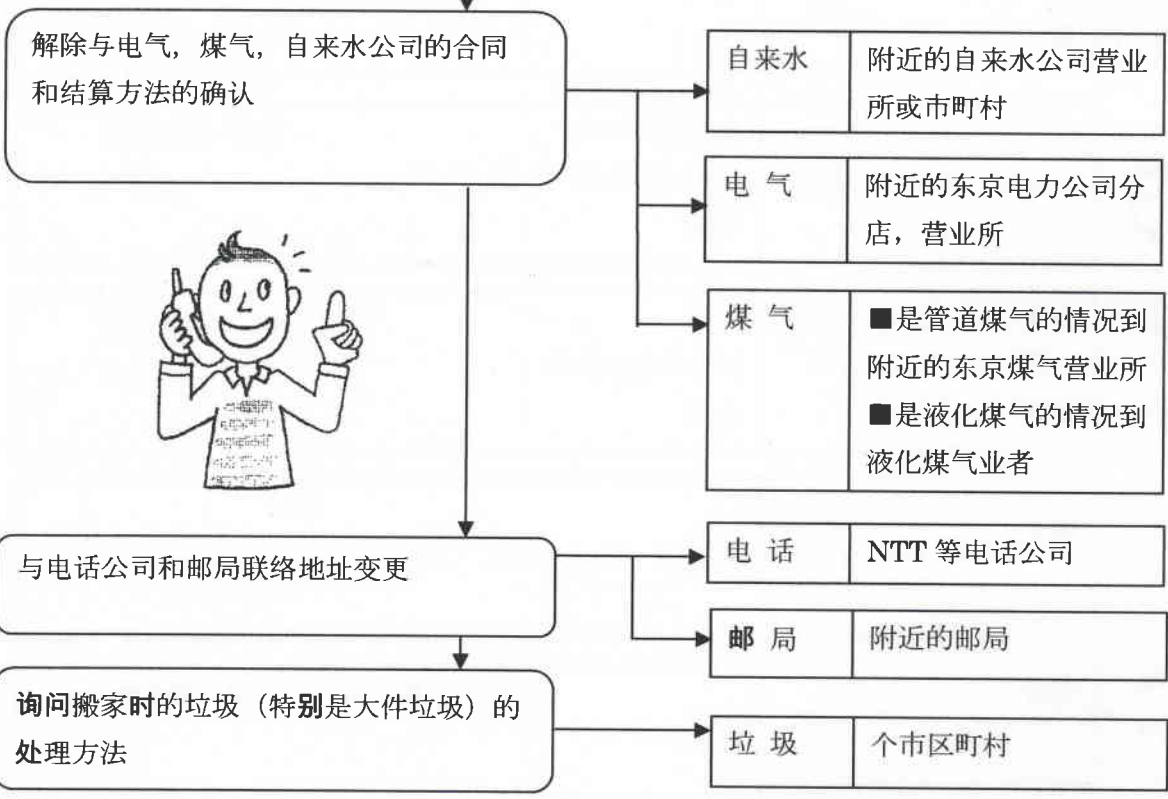 解除与电气，煤气，自来水公司的合同
和结算方法的确认
自来水
附近的自来水公司营业
所或市町村
电 气
附近的东京电力公司分
店，营业所
煤 气
■是管道煤气的情况到
附近的东京煤气营业所
■是液化煤气的情况到
液化煤气业者
与电话公司和邮局联络地址变更
电 话
NTT 等电话公司
邮 局
附近的邮局
询问搬家时的垃圾（特别是大件垃圾）的
处理方法
垃 圾
个市区町村